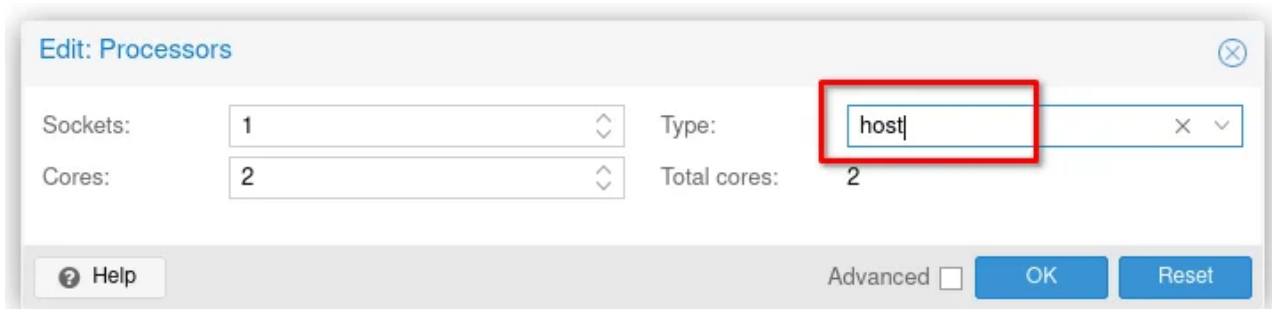 Edit: Processors
Sockets: 1 Type: host
Cores: 2 Total cores: 2
Help Advanced OK Reset